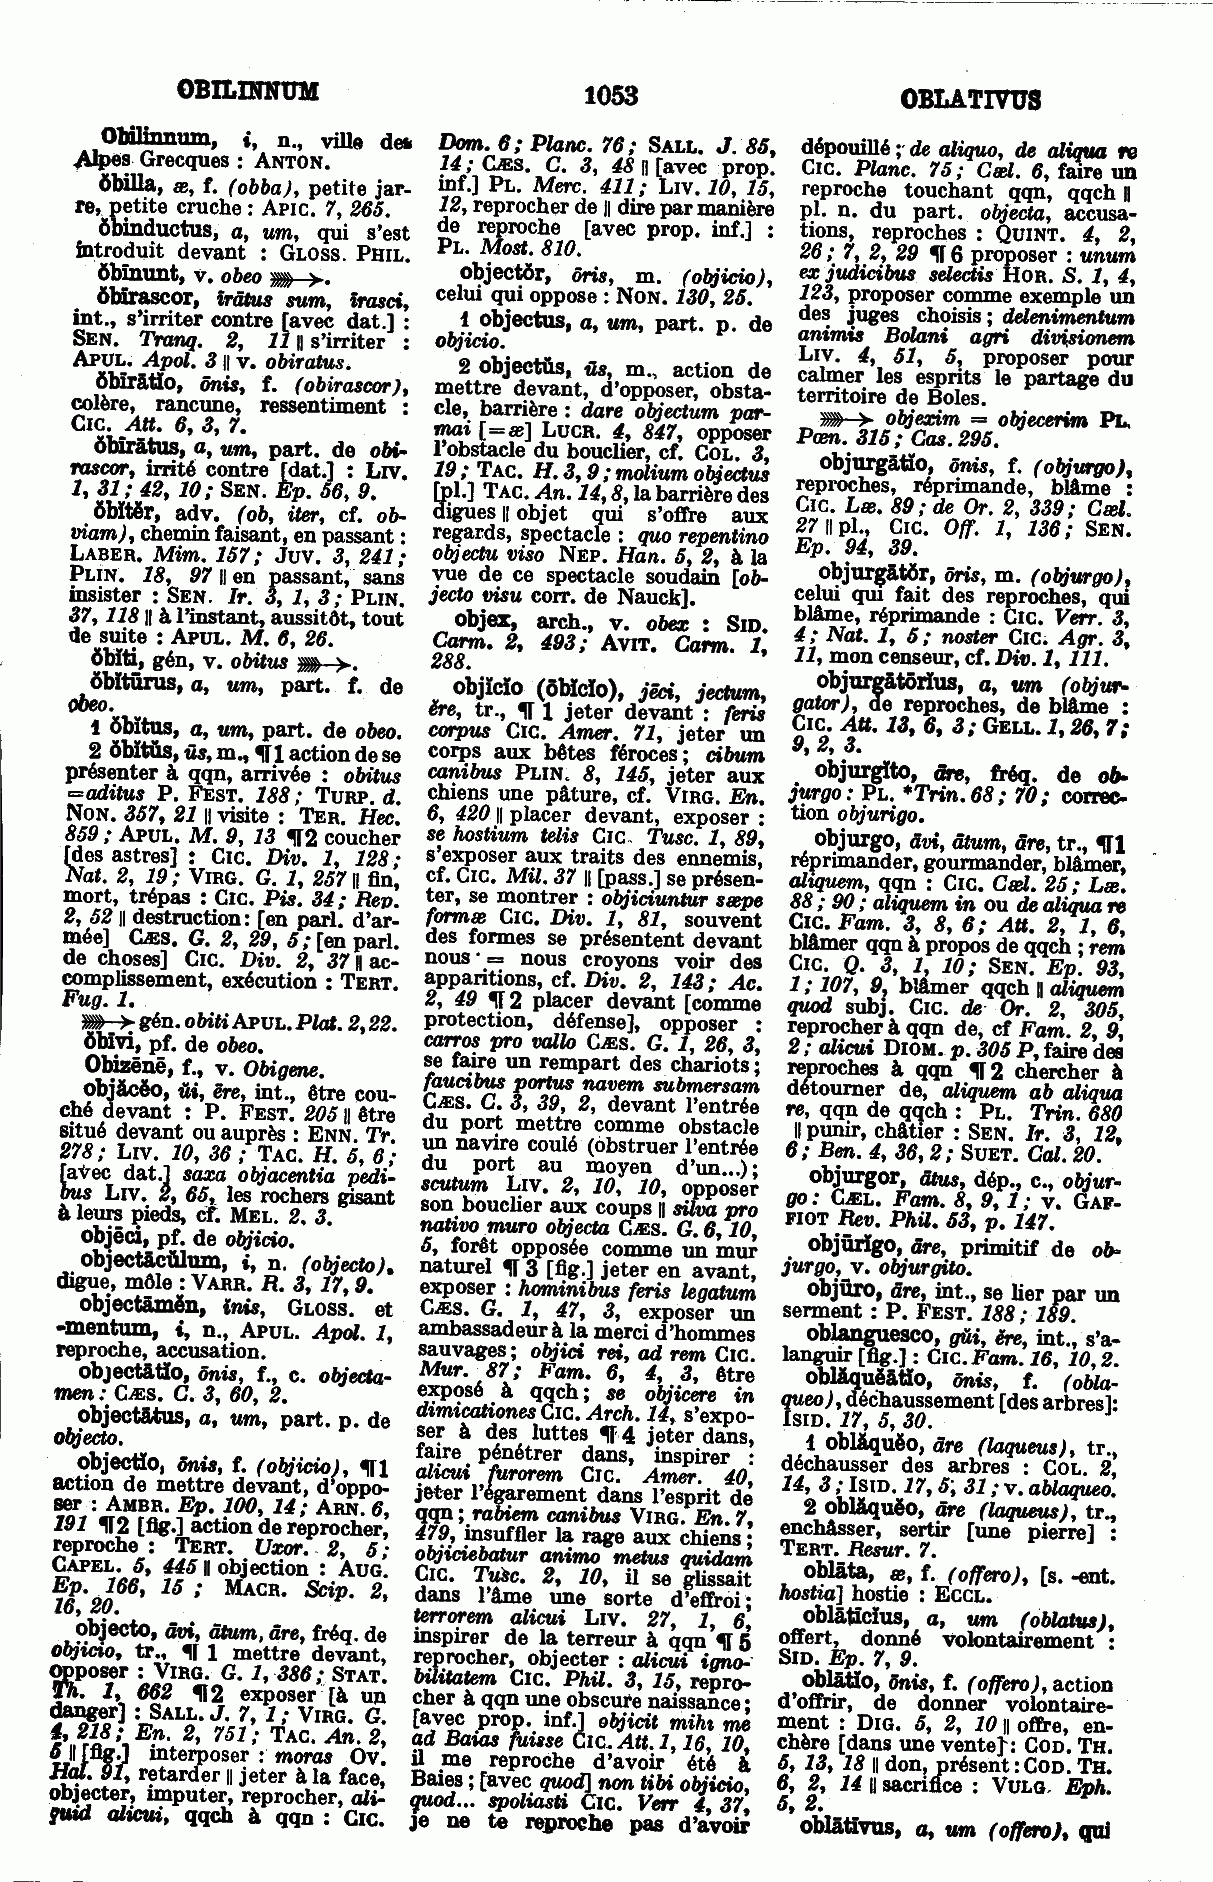 OBILINNUM
1053
OBLATIVUS
Obilinnum, i, n., ville des
Alpes Grecques : ANTON.
ŏbilla, æ, f. (obba), petite jar-
re, petite cruche : APIC. 7, 265.
ŏbinductus, a, um, qui s'est
introduit devant : GLOSS. PHIL.
ŏbīnunt, v. obeo ⟫⟶.
ŏbīrascor, īrātus sum, īrasci,
int., s'irriter contre [avec dat.] :
SEN. Tranq. 2, 11 ‖ s'irriter :
APUL. Apol. 3 ‖ v. obiratus.
ŏbīrātĭo, ōnis, f. (obirascor),
colère, rancune, ressentiment :
CIC. Att. 6, 3, 7.
ŏbīrātus, a, um, part. de obi-
rascor, irrité contre [dat.] : LIV.
1, 31 ; 42, 10 ; SEN. Ep. 56, 9.
ŏbĭtĕr, adv. (ob, iter, cf. ob-
viam), chemin faisant, en passant :
LABER. Mim. 157 ; JUV. 3, 241 ;
PLIN. 18, 97 ‖ en passant, sans
insister : SEN. Ir. 3, 1, 3 ; PLIN.
37, 118 ‖ à l'instant, aussitôt, tout
de suite : APUL. M. 6, 26.
ŏbĭti, gén, v. obitus ⟫⟶.
ŏbĭtūrus, a, um, part. f. de
obeo.
1 ŏbĭtus, a, um, part. de obeo.
2 ŏbĭtŭs, ūs, m., ¶ 1 action de se
présenter à qqn, arrivée : obitus
=aditus P. FEST. 188 ; TURP. d.
NON. 357, 21 ‖ visite : TER. Hec.
859 ; APUL. M. 9, 13 ¶ 2 coucher
[des astres] : CIC. Div. 1, 128 ;
Nat. 2, 19 ; VIRG. G. 1, 257 ‖ fin,
mort, trépas : CIC. Pis. 34 ; Rep.
2, 52 ‖ destruction : [en parl. d'ar-
mée] CÆS. G. 2, 29, 5 ; [en parl.
de choses] CIC. Div. 2, 37 ‖ ac-
complissement, exécution : TERT.
Fug. 1.
⟫⟶ gén. obiti APUL. Plat. 2, 22.
ŏbīvi, pf. de obeo.
Obizēnē, f., v. Obigene.
objăcĕo, ŭi, ēre, int., être cou-
ché devant : P. FEST. 205 ‖ être
situé devant ou auprès : ENN. Tr.
278 ; LIV. 10, 36 ; TAC. H. 5, 6 ;
[avec dat.] saxa objacentia pedi-
bus LIV. 2, 65, les rochers gisant
à leurs pieds, cf. MEL. 2, 3.
objēci, pf. de objicio.
objectācŭlum, i, n. (objecto),
digue, môle : VARR. R. 3, 17, 9.
objectāmĕn, inis, GLOSS. et
-mentum, i, n., APUL. Apol. 1,
reproche, accusation.
objectātĭo, ōnis, f., c. objecta-
men : CÆS. C. 3, 60, 2.
objectātus, a, um, part. p. de
objecto.
objectĭo, ōnis, f. (objicio), ¶ 1
action de mettre devant, d'oppo-
ser : AMBR. Ep. 100, 14 ; ARN. 6,
191 ¶ 2 [fig.] action de reprocher,
reproche : TERT. Uxor. 2, 5 ;
CAPEL. 5, 445 ‖ objection : AUG.
Ep. 166, 15 ; MACR. Scip. 2,
16, 20.
objecto, āvi, ātum, āre, fréq. de
objicio, tr., ¶ 1 mettre devant,
opposer : VIRG. G. 1, 386 ; STAT.
Th. 1, 662 ¶ 2 exposer [à un
danger] : SALL. J. 7, 1 ; VIRG. G.
4, 218 ; En. 2, 751 ; TAC. An. 2,
5 ‖ [fig.] interposer : moras OV.
Hal. 91, retarder ‖ jeter à la face,
objecter, imputer, reprocher, ali-
quid alicui, qqch à qqn : CIC.
Dom. 6 ; Planc. 76 ; SALL. J. 85,
14 ; CÆS. C. 3, 48 ‖ [avec prop.
inf.] PL. Merc. 411 ; LIV. 10, 15,
12, reprocher de ‖ dire par manière
de reproche [avec prop. inf.] :
PL. Most. 810.
objectŏr, ōris, m. (objicio),
celui qui oppose : NON. 130, 25.
1 objectus, a, um, part. p. de
objicio.
2 objectŭs, ūs, m., action de
mettre devant, d'opposer, obsta-
cle, barrière : dare objectum par-
mai [=æ] LUCR. 4, 847, opposer
l'obstacle du bouclier, cf. COL. 3,
19 ; TAC. H. 3, 9 ; molium objectus
[pl.] TAC. An. 14, 8, la barrière des
digues ‖ objet qui s'offre aux
regards, spectacle : quo repentino
objectu viso NEP. Han. 5, 2, à la
vue de ce spectacle soudain [ob-
jecto visu corr. de Nauck].
objex, arch., v. obex : SID.
Carm. 2, 493 ; AVIT. Carm. 1,
288.
objĭcĭo (ŏbĭcĭo), jēci, jectum,
ĕre, tr., ¶ 1 jeter devant : feris
corpus CIC. Amer. 71, jeter un
corps aux bêtes féroces ; cibum
canibus PLIN. 8, 145, jeter aux
chiens une pâture, cf. VIRG. En.
6, 420 ‖ placer devant, exposer :
se hostium telis CIC. Tusc. 1, 89,
s'exposer aux traits des ennemis,
cf. CIC. Mil. 37 ‖ [pass.] se présen-
ter, se montrer : objiciuntur sæpe
formæ CIC. Div. 1, 81, souvent
des formes se présentent devant
nous = nous croyons voir des
apparitions, cf. Div. 2, 143 ; Ac.
2, 49 ¶ 2 placer devant [comme
protection, défense], opposer :
carros pro vallo CÆS. G. 1, 26, 3,
se faire un rempart des chariots ;
faucibus portus navem submersam
CÆS. C. 3, 39, 2, devant l'entrée
du port mettre comme obstacle
un navire coulé (obstruer l'entrée
du port au moyen d'un...) ;
scutum LIV. 2, 10, 10, opposer
son bouclier aux coups ‖ silva pro
nativo muro objecta CÆS. G. 6, 10,
5, forêt opposée comme un mur
naturel ¶ 3 [fig.] jeter en avant,
exposer : hominibus feris legatum
CÆS. G. 1, 47, 3, exposer un
ambassadeur à la merci d'hommes
sauvages ; objici rei, ad rem CIC.
Mur. 87 ; Fam. 6, 4, 3, être
exposé à qqch ; se objicere in
dimicationes CIC. Arch. 14, s'expo-
ser à des luttes ¶ 4 jeter dans,
faire pénétrer dans, inspirer :
alicui furorem CIC. Amer. 40,
jeter l'égarement dans l'esprit de
qqn ; rabiem canibus VIRG. En. 7,
479, insuffler la rage aux chiens ;
objiciebatur animo metus quidam
CIC. Tusc. 2, 10, il se glissait
dans l'âme une sorte d'effroi ;
terrorem alicui LIV. 27, 1, 6,
inspirer de la terreur à qqn ¶ 5
reprocher, objecter : alicui igno-
bilitatem CIC. Phil. 3, 15, repro-
cher à qqn une obscure naissance ;
[avec prop. inf.] objicit mihi me
ad Baias fuisse CIC. Att. 1, 16, 10,
il me reproche d'avoir été à
Baies ; [avec quod] non tibi objicio,
quod... spoliasti CIC. Verr 4, 37,
je ne te reproche pas d'avoir
dépouillé ; de aliquo, de aliqua re
CIC. Planc. 75 ; Cæl. 6, faire un
reproche touchant qqn, qqch ‖
pl. n. du part. objecta, accusa-
tions, reproches : QUINT. 4, 2,
26 ; 7, 2, 29 ¶ 6 proposer : unum
ex judicibus selectis HOR. S. 1, 4,
123, proposer comme exemple un
des juges choisis ; delenimentum
animis Bolani agri divisionem
LIV. 4, 51, 5, proposer pour
calmer les esprits le partage du
territoire de Boles.
⟫⟶ objexim = objecerim PL.
Pœn. 315 ; Cas. 295.
objurgātĭo, ōnis, f. (objurgo),
reproches, réprimande, blâme :
CIC. Læ. 89 ; de Or. 2, 339 ; Cæl.
27 ‖ pl., CIC. Off. 1, 136 ; SEN.
Ep. 94, 39.
objurgātŏr, ōris, m. (objurgo),
celui qui fait des reproches, qui
blâme, réprimande : CIC. Verr. 3,
4 ; Nat. 1, 5 ; noster CIC. Agr. 3,
11, mon censeur, cf. Div. 1, 111.
objurgātōrĭus, a, um (objur-
gator), de reproches, de blâme :
CIC. Att. 13, 6, 3 ; GELL. 1, 26, 7 ;
9, 2, 3.
objurgĭto, āre, fréq. de ob-
jurgo : PL. *Trin. 68 ; 70 ; correc-
tion objurigo.
objurgo, āvi, ātum, āre, tr., ¶ 1
réprimander, gourmander, blâmer,
aliquem, qqn : CIC. Cæl. 25 ; Læ.
88 ; 90 ; aliquem in ou de aliqua re
CIC. Fam. 3, 8, 6 ; Att. 2, 1, 6,
blâmer qqn à propos de qqch ; rem
CIC. Q. 3, 1, 10 ; SEN. Ep. 93,
1 ; 107, 9, blâmer qqch ‖ aliquem
quod subj. CIC. de Or. 2, 305,
reprocher à qqn de, cf Fam. 2, 9,
2 ; alicui DIOM. p. 305 P, faire des
reproches à qqn ¶ 2 chercher à
détourner de, aliquem ab aliqua
re, qqn de qqch : PL. Trin. 680
‖ punir, châtier : SEN. Ir. 3, 12,
6 ; Ben. 4, 36, 2 ; SUET. Cal. 20.
objurgor, ātus, dép., c., objur-
go : CÆL. Fam. 8, 9, 1 ; v. GAF-
FIOT Rev. Phil. 53, p. 147.
objūrĭgo, āre, primitif de ob-
jurgo, v. objurgito.
objūro, āre, int., se lier par un
serment : P. FEST. 188 ; 189.
oblanguesco, gŭi, ĕre, int., s'a-
languir [fig.] : CIC. Fam. 16, 10, 2.
oblăquĕātĭo, ōnis, f. (obla-
queo), déchaussement [des arbres] :
ISID. 17, 5, 30.
1 oblăquĕo, āre (laqueus), tr.,
déchausser des arbres : COL. 2,
14, 3 ; ISID. 17, 5, 31 ; v. ablaqueo.
2 oblăquĕo, āre (laqueus), tr.,
enchâsser, sertir [une pierre] :
TERT. Resur. 7.
oblāta, æ, f. (offero), [s. -ent.
hostia] hostie : ECCL.
oblātīcĭus, a, um (oblatus),
offert, donné volontairement :
SID. Ep. 7, 9.
oblātĭo, ōnis, f. (offero), action
d'offrir, de donner volontaire-
ment : DIG. 5, 2, 10 ‖ offre, en-
chère [dans une vente] : COD. TH.
5, 13, 18 ‖ don, présent : COD. TH.
6, 2, 14 ‖ sacrifice : VULG. Eph.
5, 2.
oblātīvus, a, um (offero), qui